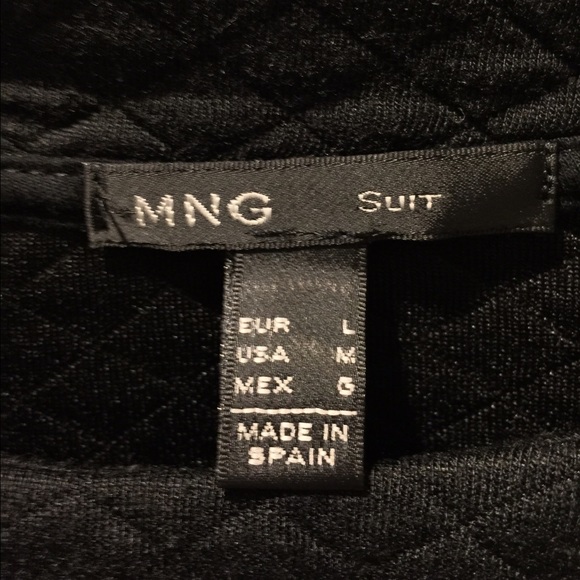 MNG SUIT
EUR L
USA M
MEX G
MADE IN
SPAIN